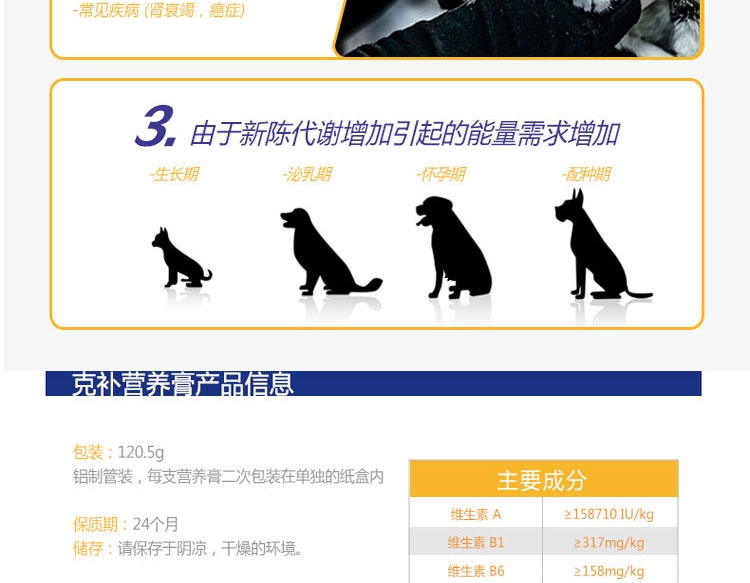 -常见疾病 (肾衰竭，癌症)
3. 由于新陈代谢增加引起的能量需求增加
-生长期 -泌乳期 -怀孕期 -配种期
克补营养膏产品信息
包装：120.5g
铝制管装，每支营养膏二次包装在单独的纸盒内
保质期：24个月
储存：请保存于阴凉，干燥的环境。
主要成分
维生素 A ≥158710 IU/kg
维生素 B1 ≥317mg/kg
维生素 B6 ≥158mg/kg